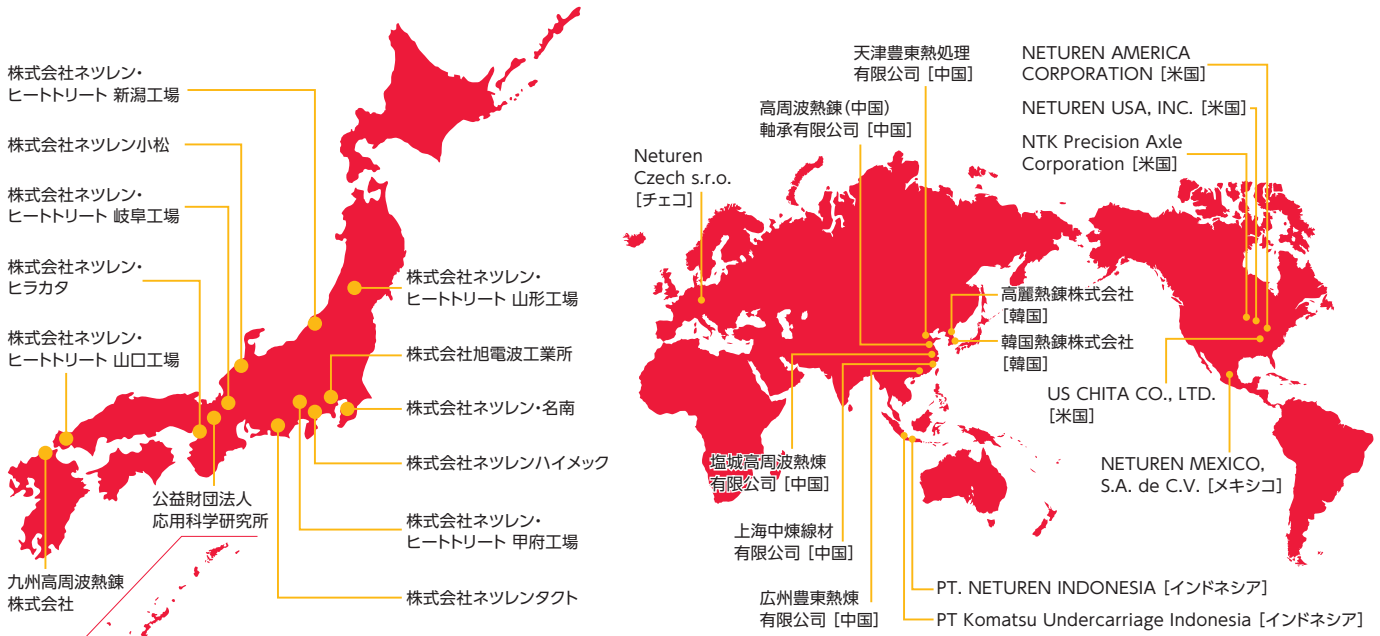 株式会社ネツレン・
ヒートトリート 新潟工場
株式会社ネツレン小松
株式会社ネツレン・
ヒートトリート 岐阜工場
株式会社ネツレン・
ヒラカタ
株式会社ネツレン・
ヒートトリート 山口工場
九州高周波熱錬
株式会社
公益財団法人
応用科学研究所
株式会社ネツレン・
ヒートトリート 山形工場
株式会社旭電波工業所
株式会社ネツレン・名南
株式会社ネツレンハイメック
株式会社ネツレン・
ヒートトリート 甲府工場
株式会社ネツレンタクト
Neturen
Czech s.r.o.
[チェコ]
天津豊東熱処理
有限公司 [中国]
高周波熱錬(中国)
軸承有限公司 [中国]
塩城高周波熱煉
有限公司 [中国]
上海中煉線材
有限公司 [中国]
広州豊東熱煉
有限公司 [中国]
高麗熱錬株式会社
[韓国]
韓国熱錬株式会社
[韓国]
PT. NETUREN INDONESIA [インドネシア]
PT Komatsu Undercarriage Indonesia [インドネシア]
NETUREN AMERICA
CORPORATION [米国]
NETUREN USA, INC. [米国]
NTK Precision Axle
Corporation [米国]
US CHITA CO., LTD.
[米国]
NETUREN MEXICO,
S.A. de C.V. [メキシコ]